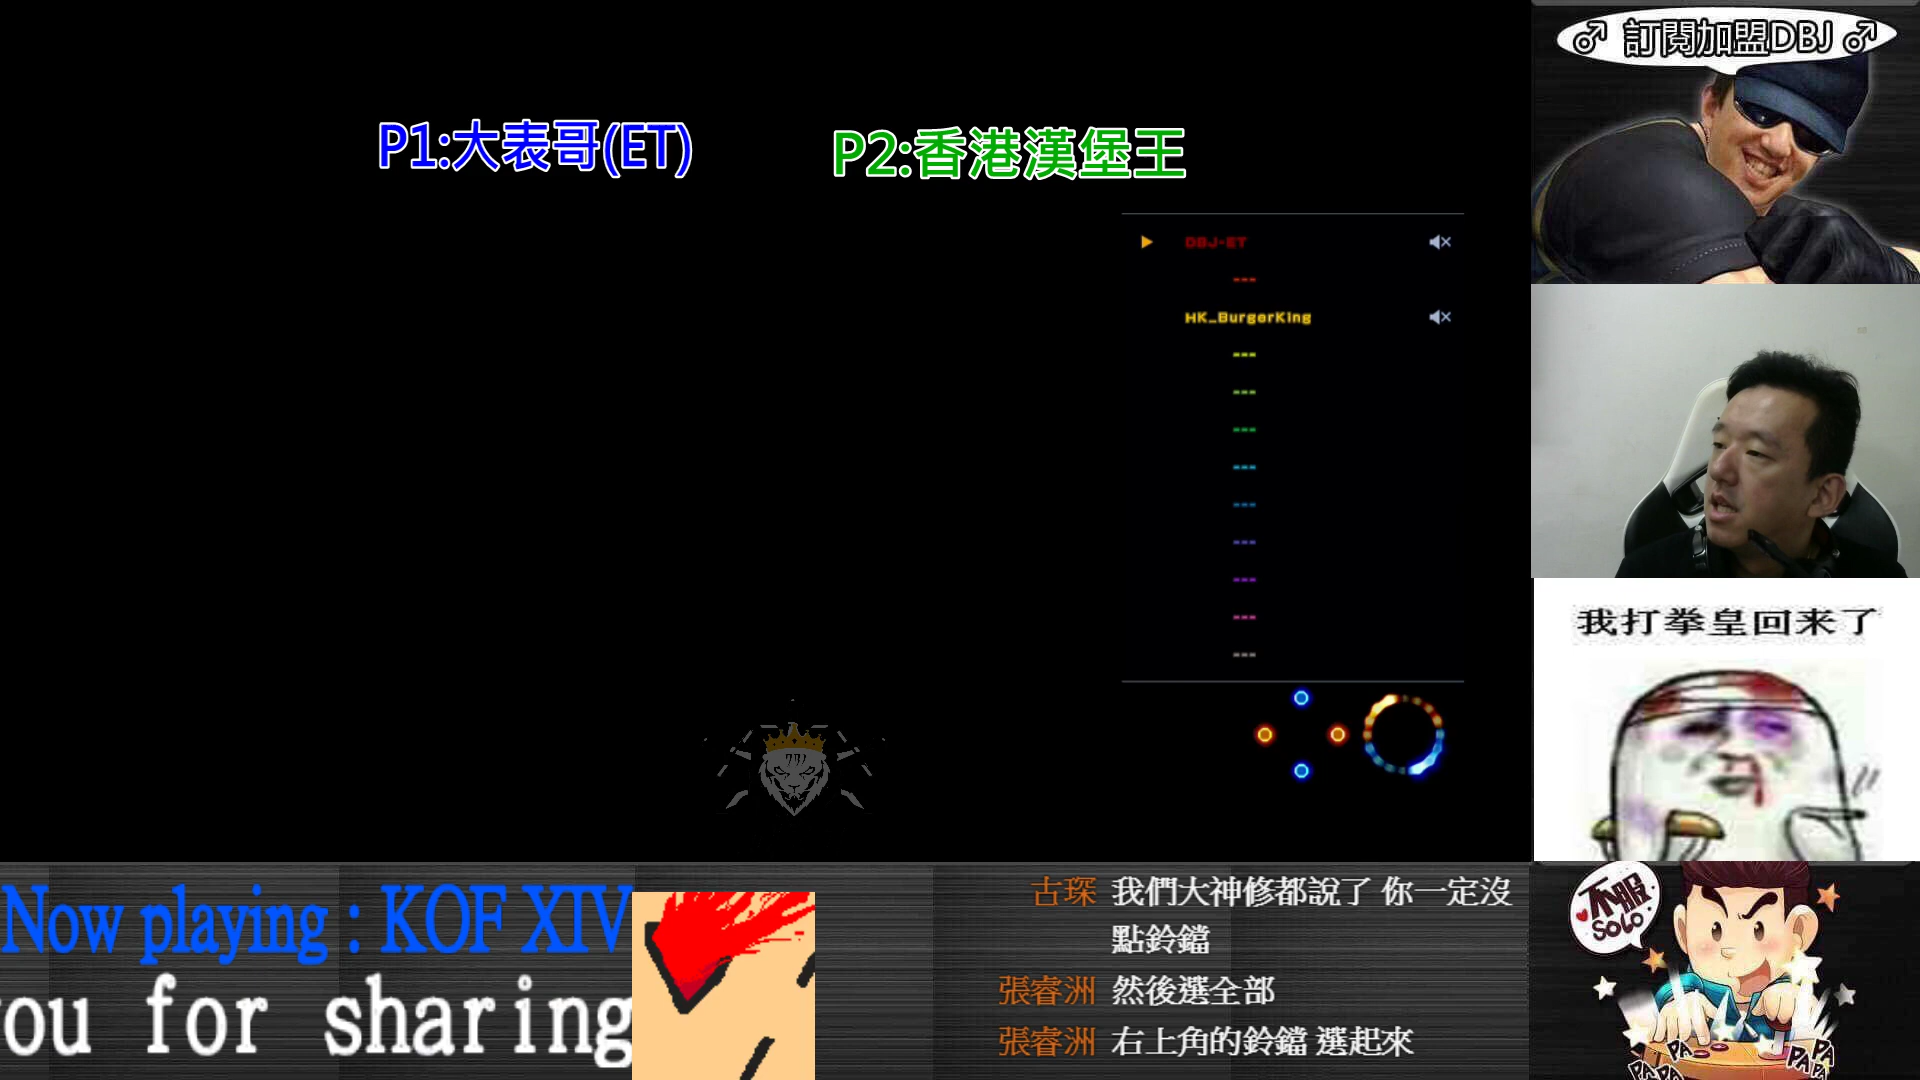 ♂ 訂閱加盟DBJ ♂
P1:大表哥(ET)
P2:香港漢堡王
DBJ-ET
---
HK_BurgerKing
---
---
---
---
---
---
---
---
---
我打拳皇回来了
Now playing : KOF XIV
ou for sharing
古琛 我們大神修都說了 你一定沒
點鈴鐺
張睿洲 然後選全部
張睿洲 右上角的鈴鐺 選起來
不服
SOLO
PA
PA
PA
PA
PA
PA